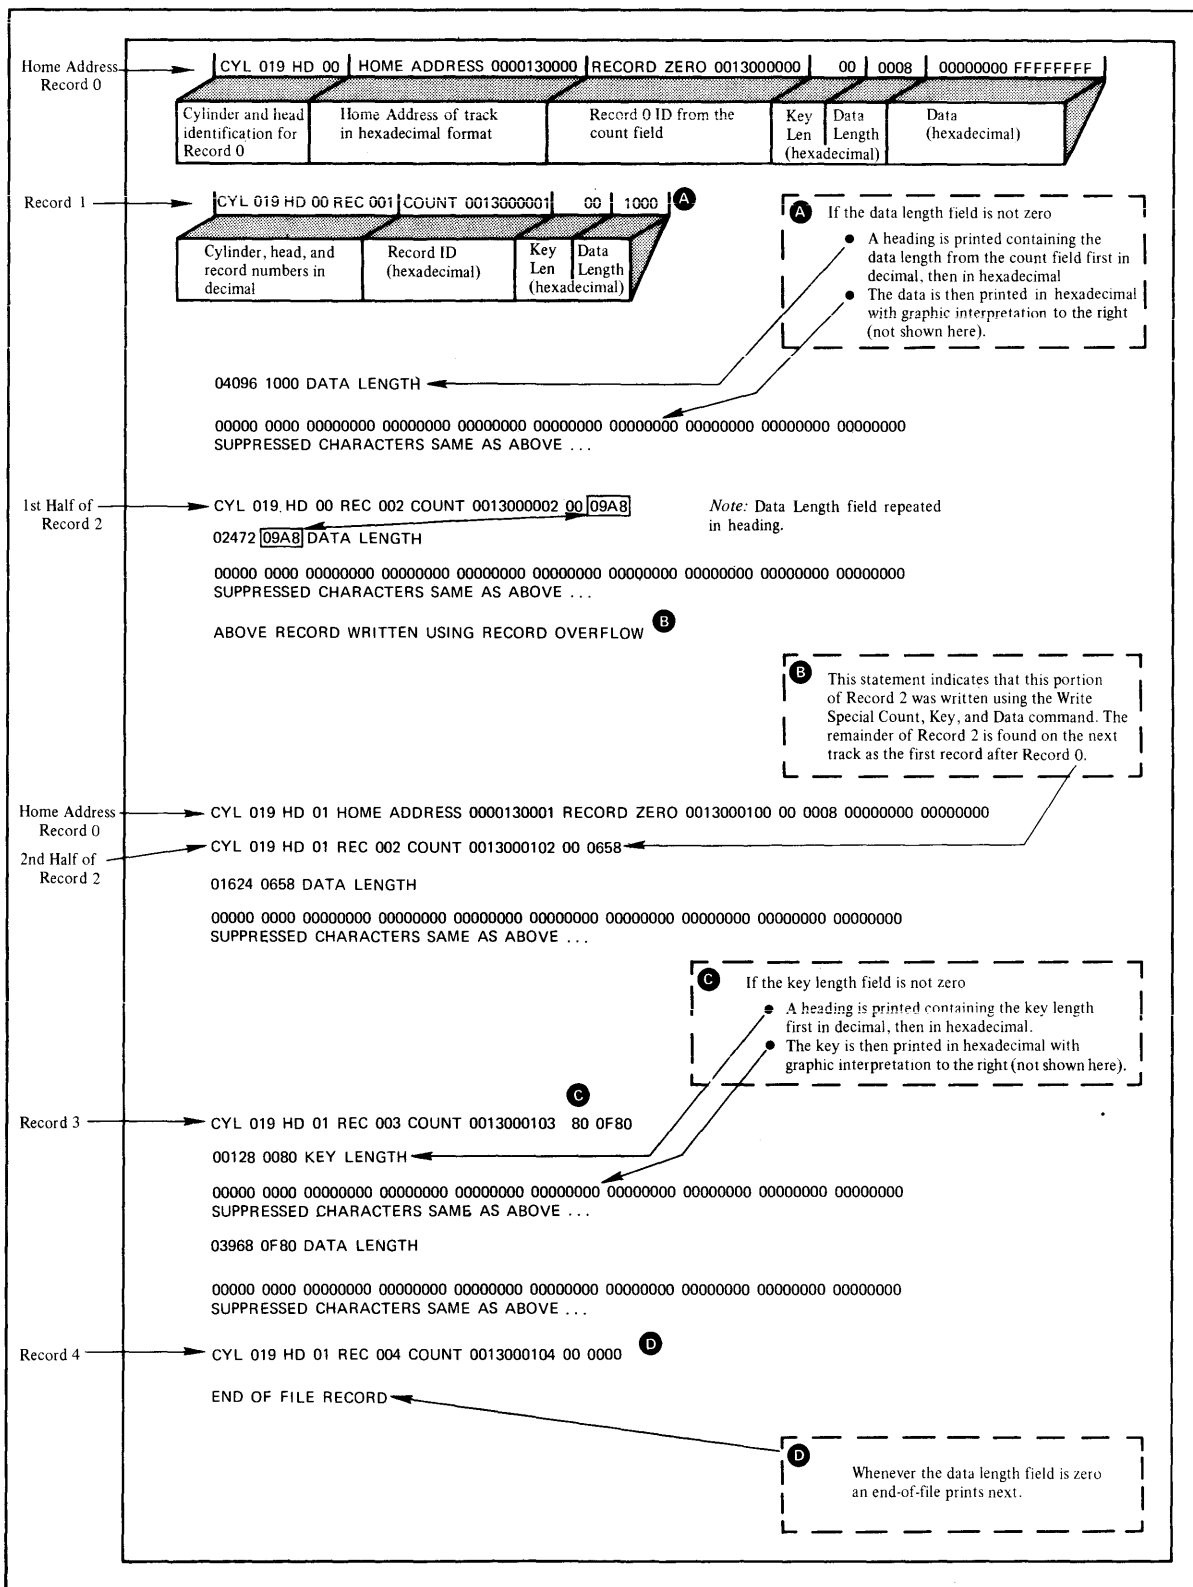 Home Address
Record 0
CYL 019 HD 00 HOME ADDRESS 0000130000 RECORD ZERO 0013000000 00 0008 00000000 FFFFFFFF
Cylinder and head
identification for
Record 0
Home Address of track
in hexadecimal format
Record 0 ID from the
count field
Key
Len
Data
Length
(hexadecimal)
Data
(hexadecimal)
Record 1
CYL 019 HD 00 REC 001 COUNT 0013000001 00 1000 A
Cylinder, head, and
record numbers in
decimal
Record ID
(hexadecimal)
Key
Len
Data
Length
(hexadecimal)
A If the data length field is not zero
● A heading is printed containing the
data length from the count field first in
decimal, then in hexadecimal
● The data is then printed in hexadecimal
with graphic interpretation to the right
(not shown here).
04096 1000 DATA LENGTH
00000 0000 00000000 00000000 00000000 00000000 00000000 00000000 00000000 00000000
SUPPRESSED CHARACTERS SAME AS ABOVE ...
1st Half of
Record 2
CYL 019. HD 00 REC 002 COUNT 0013000002 00 09A8
Note: Data Length field repeated
in heading.
02472 09A8 DATA LENGTH
00000 0000 00000000 00000000 00000000 00000000 00000000 00000000 00000000 00000000
SUPPRESSED CHARACTERS SAME AS ABOVE ...
ABOVE RECORD WRITTEN USING RECORD OVERFLOW B
B This statement indicates that this portion
of Record 2 was written using the Write
Special Count, Key, and Data command. The
remainder of Record 2 is found on the next
track as the first record after Record 0.
Home Address
Record 0
CYL 019 HD 01 HOME ADDRESS 0000130001 RECORD ZERO 0013000100 00 0008 00000000 00000000
2nd Half of
Record 2
CYL 019 HD 01 REC 002 COUNT 0013000102 00 0658
01624 0658 DATA LENGTH
00000 0000 00000000 00000000 00000000 00000000 00000000 00000000 00000000 00000000
SUPPRESSED CHARACTERS SAME AS ABOVE ...
C If the key length field is not zero
● A heading is printed containing the key length
first in decimal, then in hexadecimal.
● The key is then printed in hexadecimal with
graphic interpretation to the right (not shown here).
C
Record 3
CYL 019 HD 01 REC 003 COUNT 0013000103 80 0F80
00128 0080 KEY LENGTH
00000 0000 00000000 00000000 00000000 00000000 00000000 00000000 00000000 00000000
SUPPRESSED CHARACTERS SAME AS ABOVE ...
03968 0F80 DATA LENGTH
00000 0000 00000000 00000000 00000000 00000000 00000000 00000000 00000000 00000000
SUPPRESSED CHARACTERS SAME AS ABOVE ...
Record 4
CYL 019 HD 01 REC 004 COUNT 0013000104 00 0000 D
END OF FILE RECORD
D Whenever the data length field is zero
an end-of-file prints next.